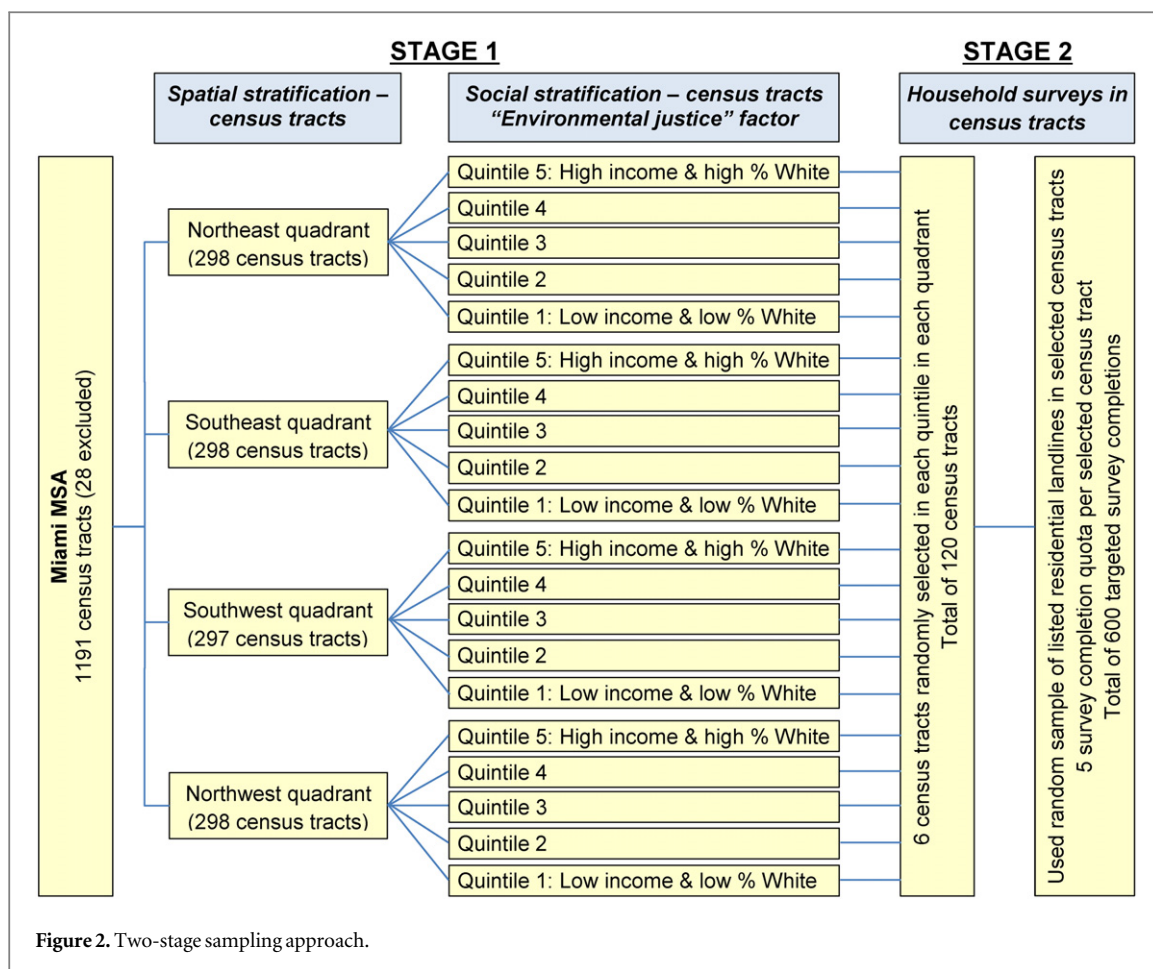 STAGE 1
STAGE 2
Spatial stratification –
census tracts
Social stratification – census tracts
“Environmental justice” factor
Household surveys in
census tracts
Miami MSA
1191 census tracts (28 excluded)
Northeast quadrant
(298 census tracts)
Quintile 5: High income & high % White
Quintile 4
Quintile 3
Quintile 2
Quintile 1: Low income & low % White
Southeast quadrant
(298 census tracts)
Quintile 5: High income & high % White
Quintile 4
Quintile 3
Quintile 2
Quintile 1: Low income & low % White
Southwest quadrant
(297 census tracts)
Quintile 5: High income & high % White
Quintile 4
Quintile 3
Quintile 2
Quintile 1: Low income & low % White
Northwest quadrant
(298 census tracts)
Quintile 5: High income & high % White
Quintile 4
Quintile 3
Quintile 2
Quintile 1: Low income & low % White
6 census tracts randomly selected in each quintile in each quadrant
Total of 120 census tracts
Used random sample of listed residential landlines in selected census tracts
5 survey completion quota per selected census tract
Total of 600 targeted survey completions
Figure 2. Two-stage sampling approach.